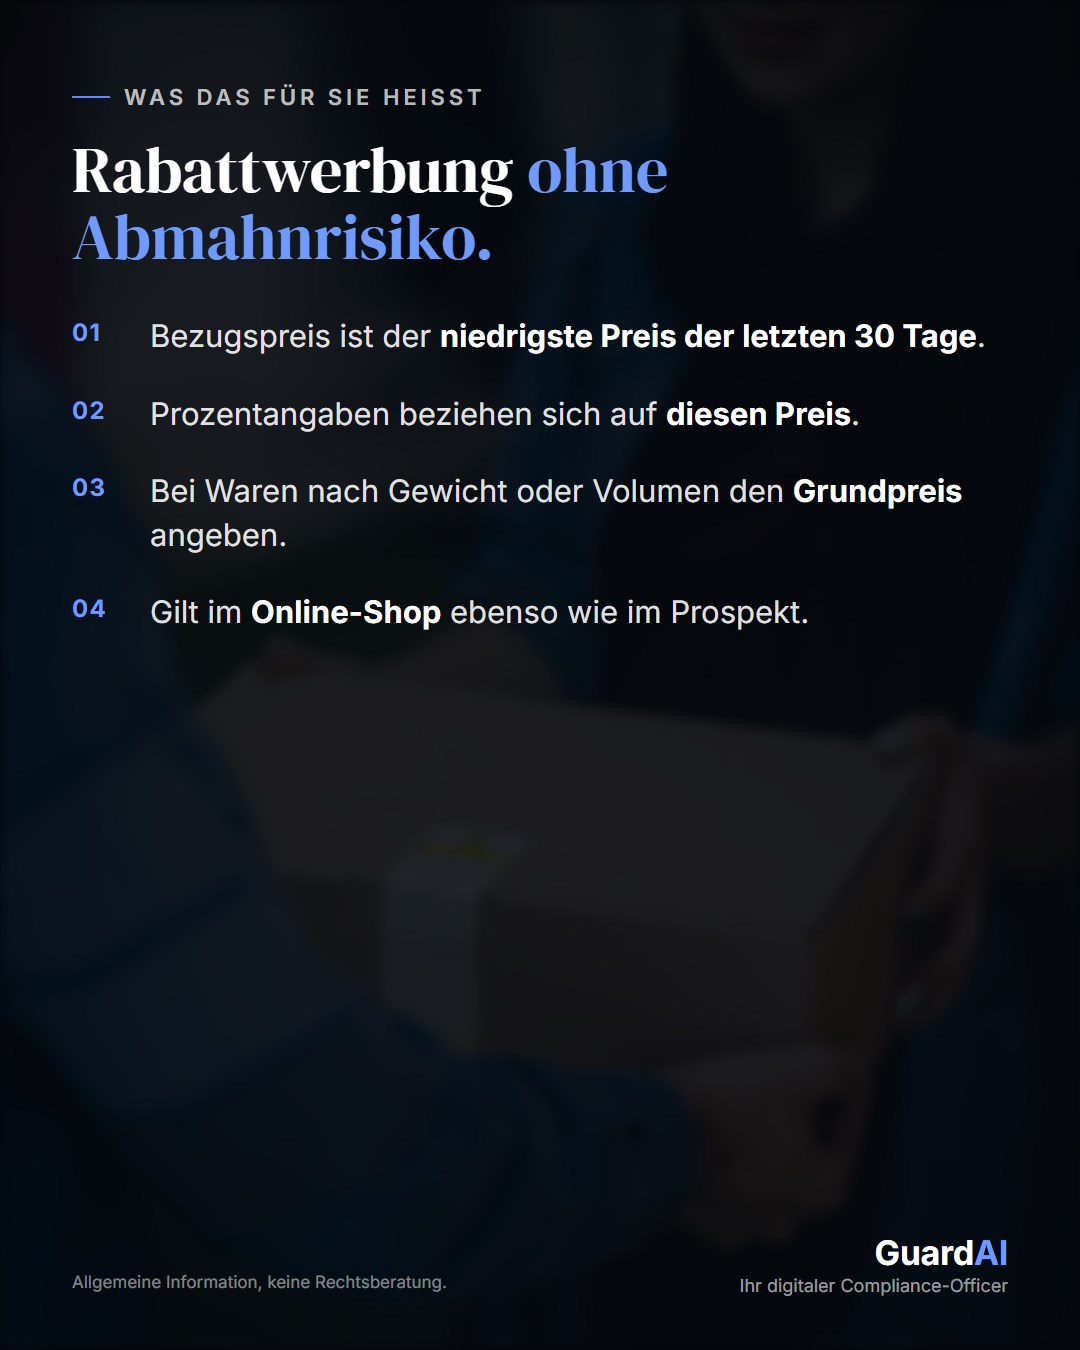 WAS DAS FÜR SIE HEISST
Rabattwerbung ohne
Abmahnrisiko.
01 Bezugspreis ist der niedrigste Preis der letzten 30 Tage.
02 Prozentangaben beziehen sich auf diesen Preis.
03 Bei Waren nach Gewicht oder Volumen den Grundpreis
angeben.
04 Gilt im Online-Shop ebenso wie im Prospekt.
GuardAI
Allgemeine Information, keine Rechtsberatung.
Ihr digitaler Compliance-Officer